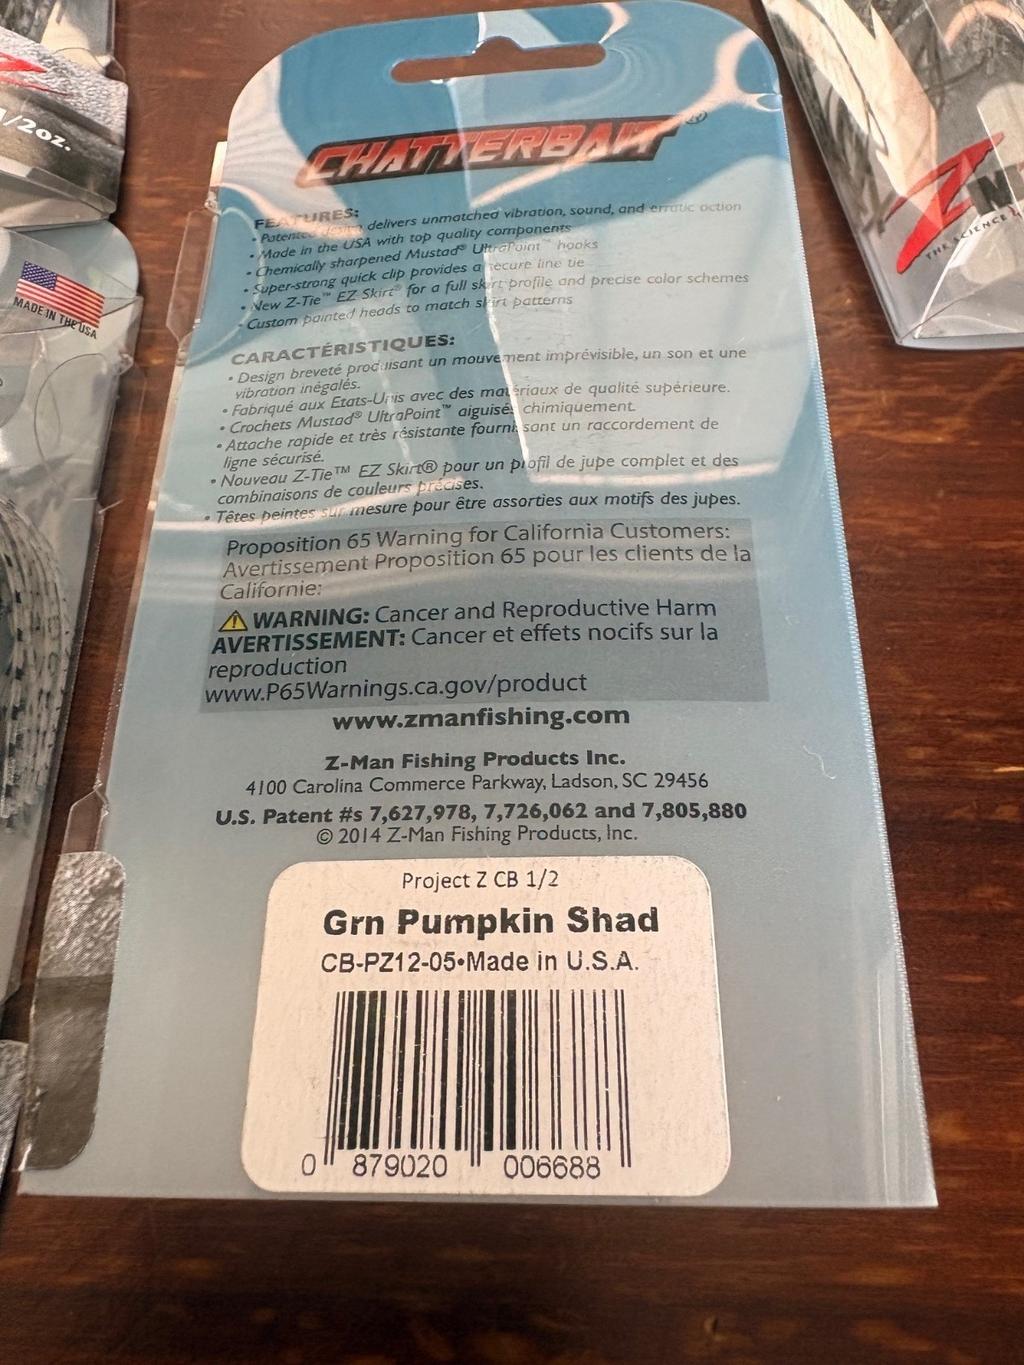 1/2oz.
MADE IN THE USA
Z
THE SCIENCE
CHATTERBAIT®
FEATURES:
• Patented device delivers unmatched vibration, sound, and erratic action
• Made in the USA with top quality components
• Chemically sharpened Mustad® UltraPoint™ hooks
• Super-strong quick clip provides a secure line tie
• New Z-Tie™ EZ Skirt® for a full skirt profile and precise color schemes
• Custom painted heads to match skirt patterns
CARACTÉRISTIQUES:
• Design breveté produisant un mouvement imprévisible, un son et une
vibration inégalés.
• Fabriqué aux Etats-Unis avec des matériaux de qualité supérieure.
• Crochets Mustad® UltraPoint™ aiguisés chimiquement.
• Attache rapide et très résistante fournissant un raccordement de
ligne sécurisé.
• Nouveau Z-Tie™ EZ Skirt® pour un profil de jupe complet et des
combinaisons de couleurs précises.
• Têtes peintes sur mesure pour être assorties aux motifs des jupes.
Proposition 65 Warning for California Customers:
Avertissement Proposition 65 pour les clients de la
Californie:
WARNING: Cancer and Reproductive Harm
AVERTISSEMENT: Cancer et effets nocifs sur la
reproduction
www.P65Warnings.ca.gov/product
www.zmanfishing.com
Z-Man Fishing Products Inc.
4100 Carolina Commerce Parkway, Ladson, SC 29456
U.S. Patent #s 7,627,978, 7,726,062 and 7,805,880
© 2014 Z-Man Fishing Products, Inc.
Project Z CB 1/2
Grn Pumpkin Shad
CB-PZ12-05•Made in U.S.A.
0 879020 006688